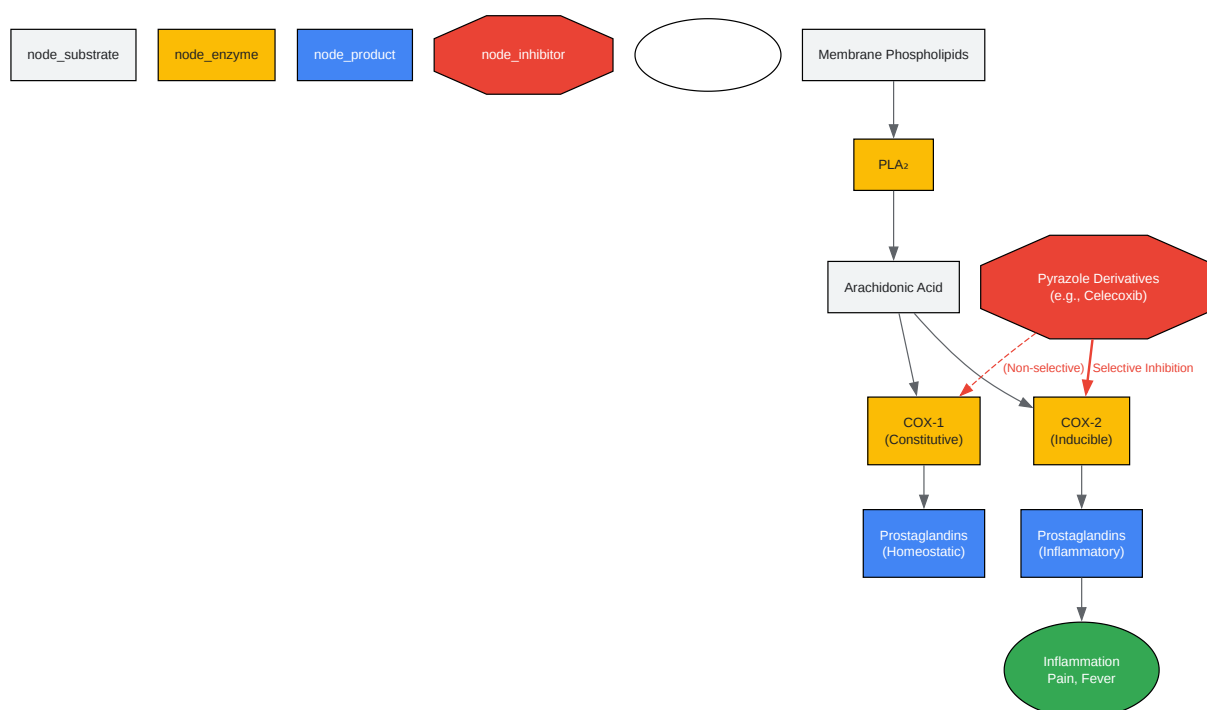 node_substrate
node_enzyme
node_product
node_inhibitor
Membrane Phospholipids
PLA₂
Arachidonic Acid
Pyrazole Derivatives
(e.g., Celecoxib)
(Non-selective)
Selective Inhibition
COX-1
(Constitutive)
COX-2
(Inducible)
Prostaglandins
(Homeostatic)
Prostaglandins
(Inflammatory)
Inflammation
Pain, Fever